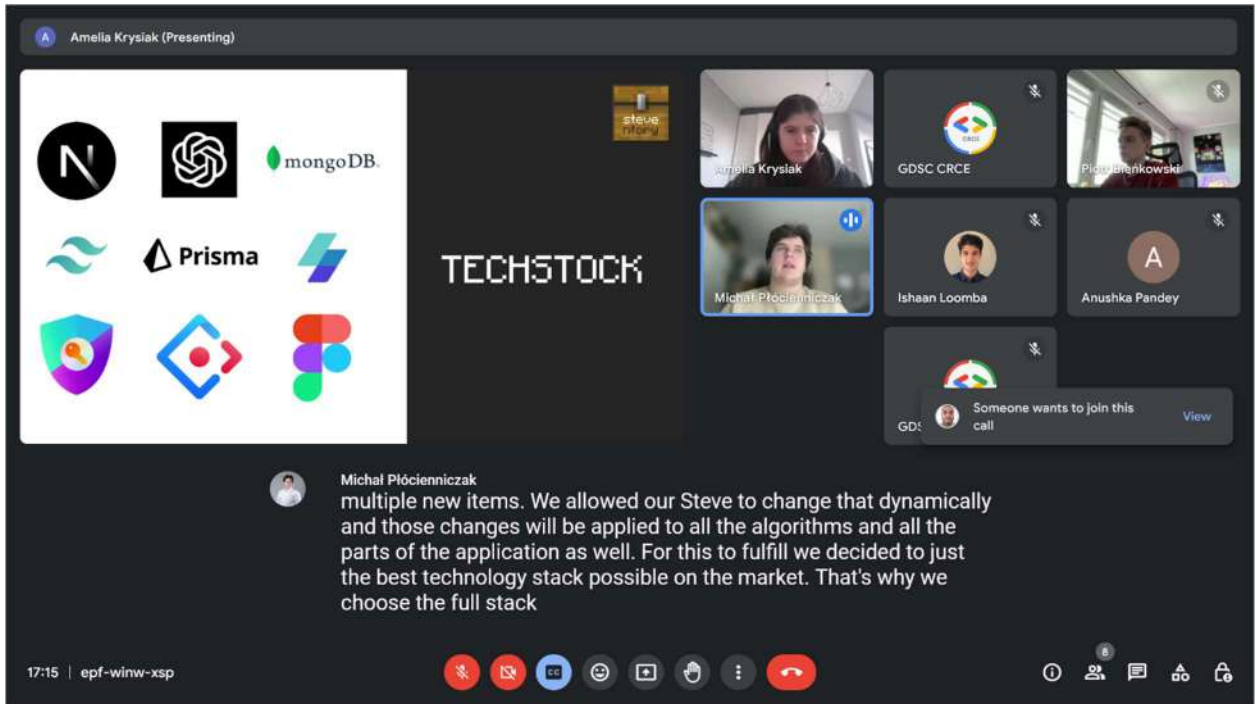 A Amelia Krysiak (Presenting)
N
mongoDB.
Prisma
steve
ntory
TECHSTOCK
Amelia Krysiak
CRCE
GDSC CRCE
Piotr Bieńkowski
Michał Płócienniczak
Ishaan Loomba
A
Anushka Pandey
GDS
Someone wants to join this
call
View
Michał Płócienniczak
multiple new items. We allowed our Steve to change that dynamically
and those changes will be applied to all the algorithms and all the
parts of the application as well. For this to fulfill we decided to just
the best technology stack possible on the market. That's why we
choose the full stack
17:15 | epf-winw-xsp
CC
8